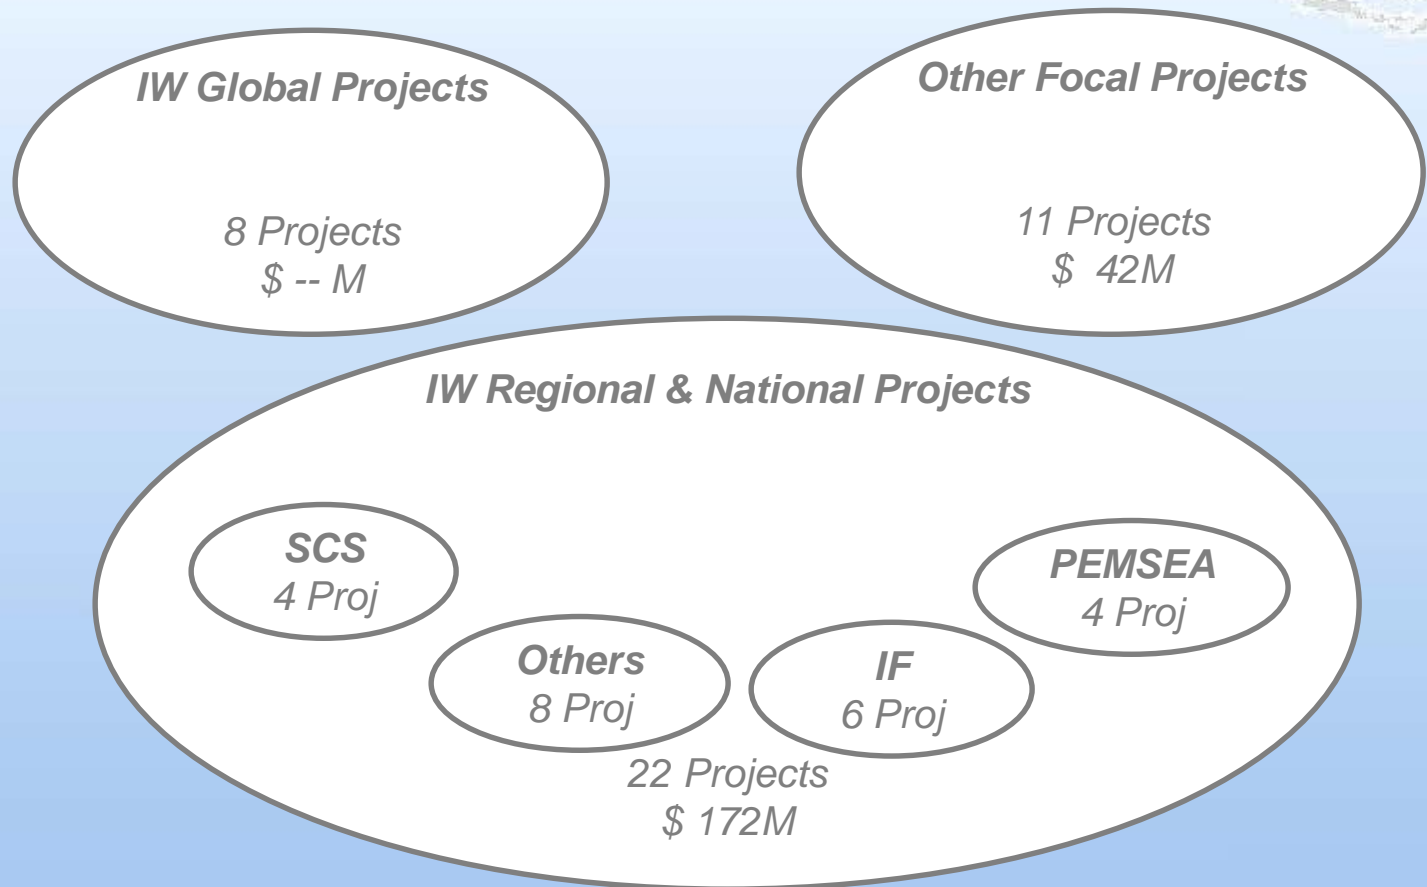 IW Global Projects
8 Projects
$ -- M
Other Focal Projects
11 Projects
$ 42M
IW Regional & National Projects
SCS
4 Proj
Others
8 Proj
IF
6 Proj
PEMSEA
4 Proj
22 Projects
$ 172M